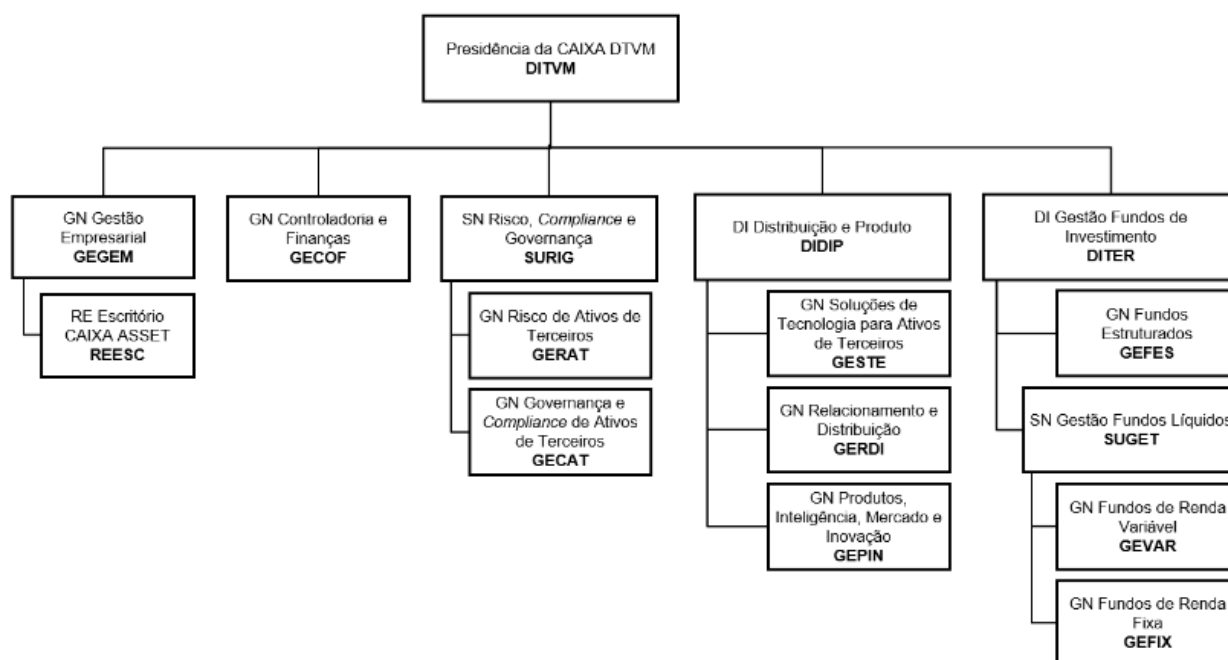 Presidência da CAIXA DTVM
DITVM
GN Gestão
Empresarial
GEGEM
GN Controladoria e
Finanças
GECOF
SN Risco, Compliance e
Governança
SURIG
DI Distribuição e Produto
DIDIP
DI Gestão Fundos de
Investimento
DITER
RE Escritório
CAIXA ASSET
REESC
GN Risco de Ativos de
Terceiros
GERAT
GN Governança e
Compliance de Ativos
de Terceiros
GECAT
GN Soluções de
Tecnologia para Ativos
de Terceiros
GESTE
GN Relacionamento e
Distribuição
GERDI
GN Produtos,
Inteligência, Mercado e
Inovação
GEPIN
GN Fundos
Estruturados
GEFES
SN Gestão Fundos Líquidos
SUGET
GN Fundos de Renda
Variável
GEVAR
GN Fundos de Renda
Fixa
GEFIX